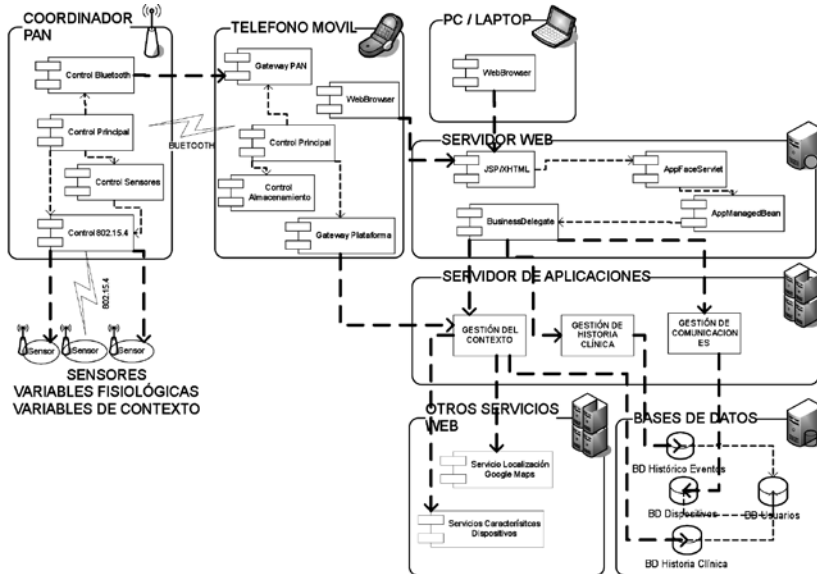 COORDINADOR
PAN
Control Bluetooth
Control Principal
Control Sensores
Control 802.15.4
802.15.4
Sensor
Sensor
Sensor
SENSORES
VARIABLES FISIOLÓGICAS
VARIABLES DE CONTEXTO
BUETOOTH
TELEFONO MOVIL
Gateway PAN
WebBrowser
Control Principal
Control
Almacenamiento
Gateway Plataforma
PC / LAPTOP
WebBrowser
SERVIDOR WEB
JSP/XHTML
AppFaceServlet
AppManagedBean
BusinessDelegate
SERVIDOR DE APLICACIONES
GESTIÓN DEL
CONTEXTO
GESTIÓN DE
HISTORIA
CLÍNICA
GESTIÓN DE
COMUNICACION
ES
OTROS SERVICIOS
WEB
Servicio Localización
Google Maps
Servicios Caracterísitcas
Dispositivos
BASES DE DATOS
BD Histórico Eventos
BD Dispositivos
BD Usuarios
BD Historia Clínica